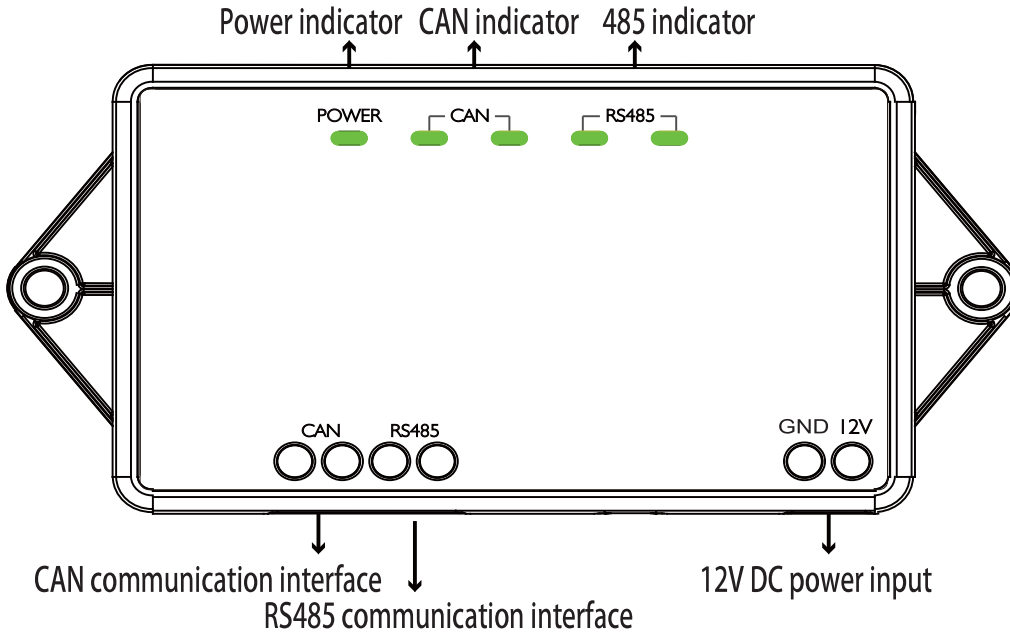 Power indicator CAN indicator 485 indicator
POWER CAN RS485
CAN RS485 GND 12V
CAN communication interface 12V DC power input
RS485 communication interface